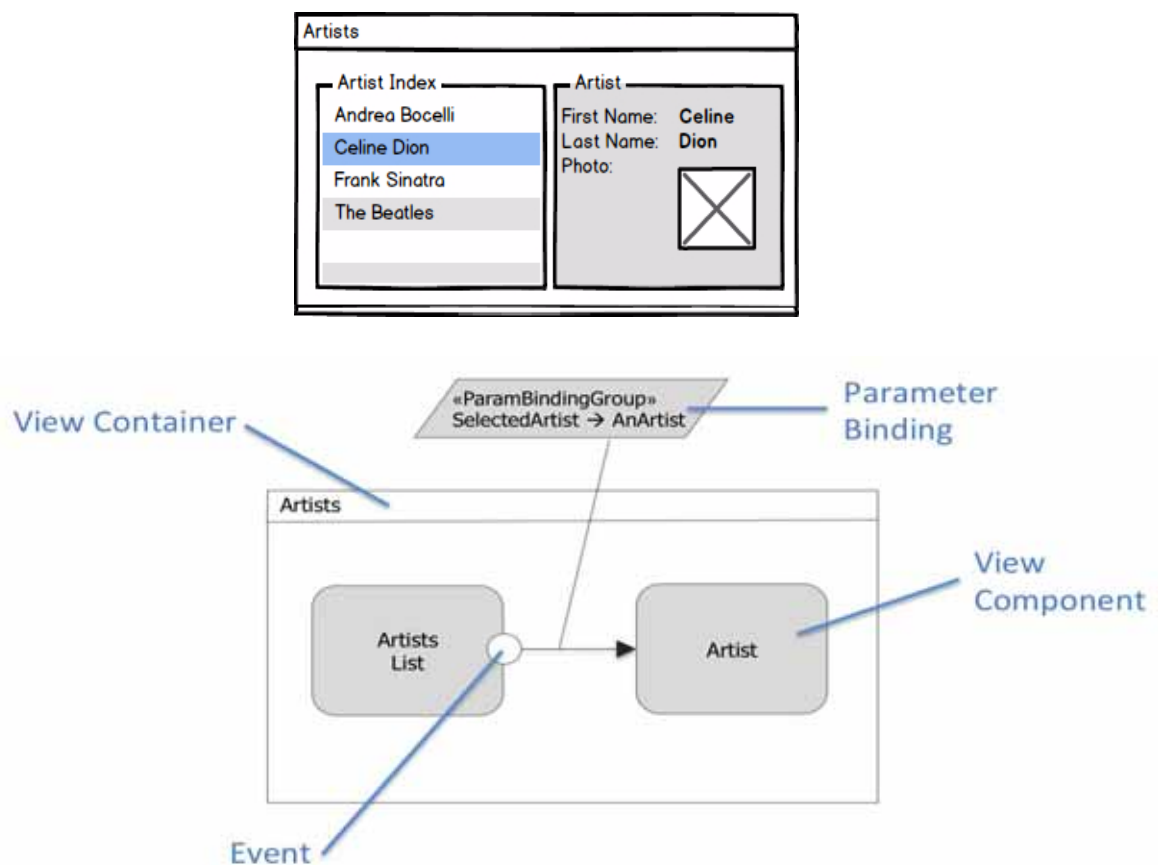 Artists
Artist Index
Andrea Bocelli
Celine Dion
Frank Sinatra
The Beatles
Artist
First Name: Celine
Last Name: Dion
Photo:
«ParamBindingGroup»
SelectedArtist → AnArtist
Parameter
Binding
View Container
Artists
View
Component
Artists
List
Artist
Event